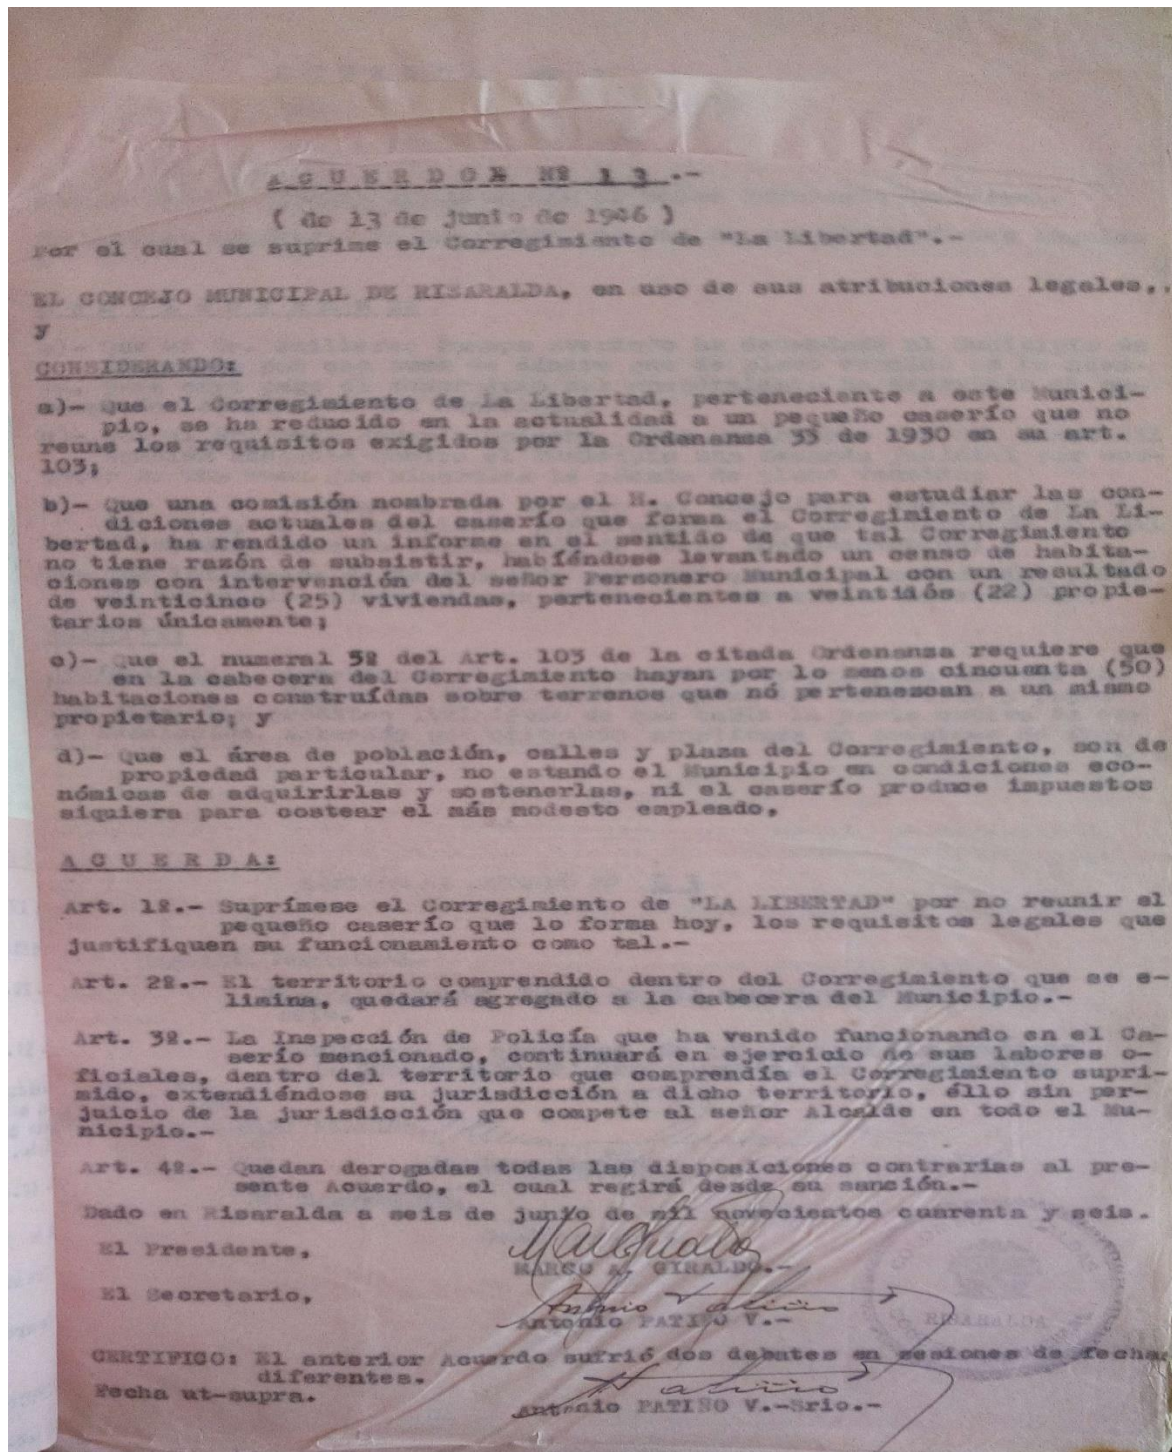 ACUERDO Nº 13.-
( de 13 de junio de 1946 )
Por el cual se suprime el Corregimiento de "La Libertad".-
EL CONCEJO MUNICIPAL DE RISARALDA, en uso de sus atribuciones legales,.
y
CONSIDERANDO:
a)- Que el Corregimiento de La Libertad, perteneciente a este Munici-
pio, se ha reducido en la actualidad a un pequeño caserío que no
reune los requisitos exigidos por la Ordenansa 33 de 1930 en su art.
103;
b)- Que una comisión nombrada por el H. Concejo para estudiar las con-
diciones actuales del caserío que forma el Corregimiento de La Li-
bertad, ha rendido un informe en el sentido de que tal Corregimiento
no tiene razón de subsistir, habiéndose levantado un censo de habita-
ciones con intervención del señor Personero Municipal con un resultado
de veinticinco (25) viviendas, pertenecientes a veintidós (22) propie-
tarios únicamente;
c)- Que el numeral 5º del Art. 103 de la citada Ordenansa requiere que
en la cabecera del Corregimiento hayan por lo menos cincuenta (50)
habitaciones construídas sobre terrenos que nó pertenezcan a un mismo
propietario; y
d)- Que el área de población, calles y plaza del Corregimiento, son de
propiedad particular, no estando el Municipio en condiciones eco-
nómicas de adquirirlas y sostenerlas, ni el caserío produce impuestos
siquiera para costear el más modesto empleado,
ACUERDA:
Art. 1º.- Suprímese el Corregimiento de "LA LIBERTAD" por no reunir el
pequeño caserío que lo forma hoy, los requisitos legales que
justifiquen su funcionamiento como tal.-
Art. 2º.- El territorio comprendido dentro del Corregimiento que se e-
limina, quedará agregado a la cabecera del Municipio.-
Art. 3º.- La Inspección de Policía que ha venido funcionando en el Ca-
serío mencionado, continuará en ejercicio de sus labores o-
ficiales, dentro del territorio que comprendía el Corregimiento supri-
mido, extendiéndose su jurisdicción a dicho territorio, éllo sin per-
juicio de la jurisdicción que compete al señor Alcalde en todo el Mu-
nicipio.-
Art. 4º.- Quedan derogadas todas las disposiciones contrarias al pre-
sente Acuerdo, el cual regirá desde su sanción.-
Dado en Risaralda a seis de junio de mil novecientos cuarenta y seis.
El Presidente,
MARCO A. GIRALDO.-
El Secretario,
Antonio PATIÑO V.-
RISARALDA
CERTIFICO: El anterior Acuerdo sufrió dos debates en sesiones de fecha
diferentes.
Fecha ut-supra.
Antonio PATIÑO V.-Srio.-